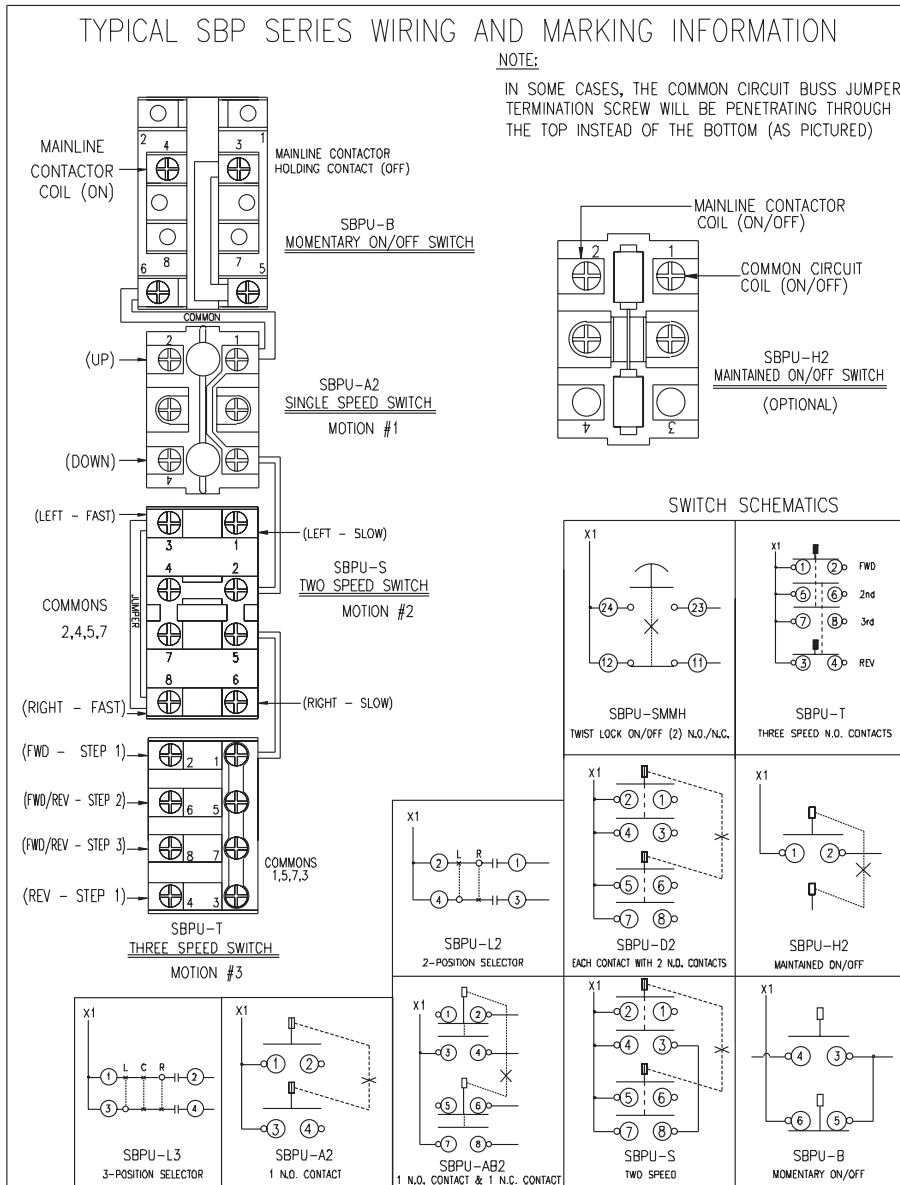 TYPICAL SBP SERIES WIRING AND MARKING INFORMATION
NOTE:
IN SOME CASES, THE COMMON CIRCUIT BUSS JUMPER
TERMINATION SCREW WILL BE PENETRATING THROUGH
THE TOP INSTEAD OF THE BOTTOM (AS PICTURED)
MAINLINE
CONTACTOR
COIL (ON)
2 4 3 1
MAINLINE CONTACTOR
HOLDING CONTACT (OFF)
SBPU-B
MOMENTARY ON/OFF SWITCH
6 8 7 5
COMMON
(UP)
2 1
SBPU-A2
SINGLE SPEED SWITCH
MOTION #1
(DOWN)
4
MAINLINE CONTACTOR
COIL (ON/OFF)
2 1
COMMON CIRCUIT
COIL (ON/OFF)
SBPU-H2
MAINTAINED ON/OFF SWITCH
(OPTIONAL)
4 3
(LEFT - FAST)
3 1
(LEFT - SLOW)
4 2
SBPU-S
TWO SPEED SWITCH
MOTION #2
COMMONS
2,4,5,7
JUMPER
7 5
8 6
(RIGHT - FAST)
(RIGHT - SLOW)
(FWD - STEP 1)
2 1
(FWD/REV - STEP 2)
6 5
(FWD/REV - STEP 3)
8 7
COMMONS
1,5,7,3
(REV - STEP 1)
4 3
SBPU-T
THREE SPEED SWITCH
MOTION #3
SWITCH SCHEMATICS
X1
24 23
12 11
SBPU-SMMH
TWIST LOCK ON/OFF (2) N.O./N.C.
X1
1 2 FWD
5 6 2nd
7 8 3rd
3 4 REV
SBPU-T
THREE SPEED N.O. CONTACTS
X1
L R
2 1
4 3
SBPU-L2
2-POSITION SELECTOR
X1
2 1
4 3
5 6
7 8
SBPU-D2
EACH CONTACT WITH 2 N.O. CONTACTS
X1
1 2
SBPU-H2
MAINTAINED ON/OFF
X1
L C R
1 2
3 4
SBPU-L3
3-POSITION SELECTOR
X1
1 2
3 4
SBPU-A2
1 N.O. CONTACT
1 2
3 4
5 6
7 8
SBPU-AB2
1 N.O. CONTACT & 1 N.C. CONTACT
X1
2 1
4 3
5 6
7 8
SBPU-S
TWO SPEED
X1
4 3
6 5
SBPU-B
MOMENTARY ON/OFF